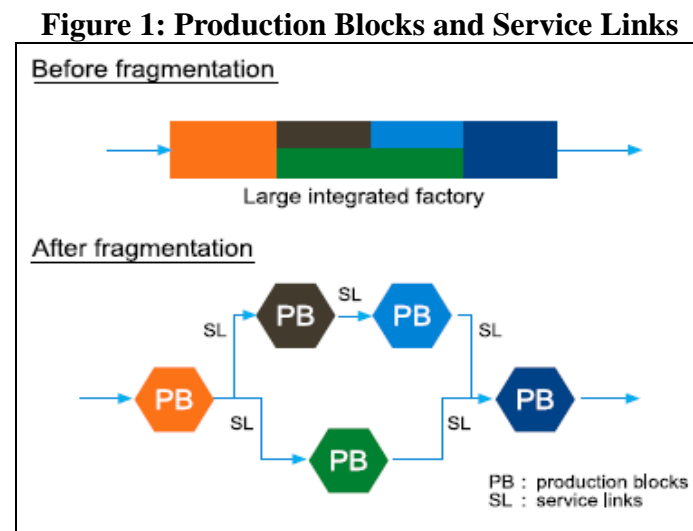 Figure 1: Production Blocks and Service Links
Before fragmentation
Large integrated factory
After fragmentation
SL
PB
PB
SL
SL
PB
PB
SL
SL
PB
PB : production blocks
SL : service links